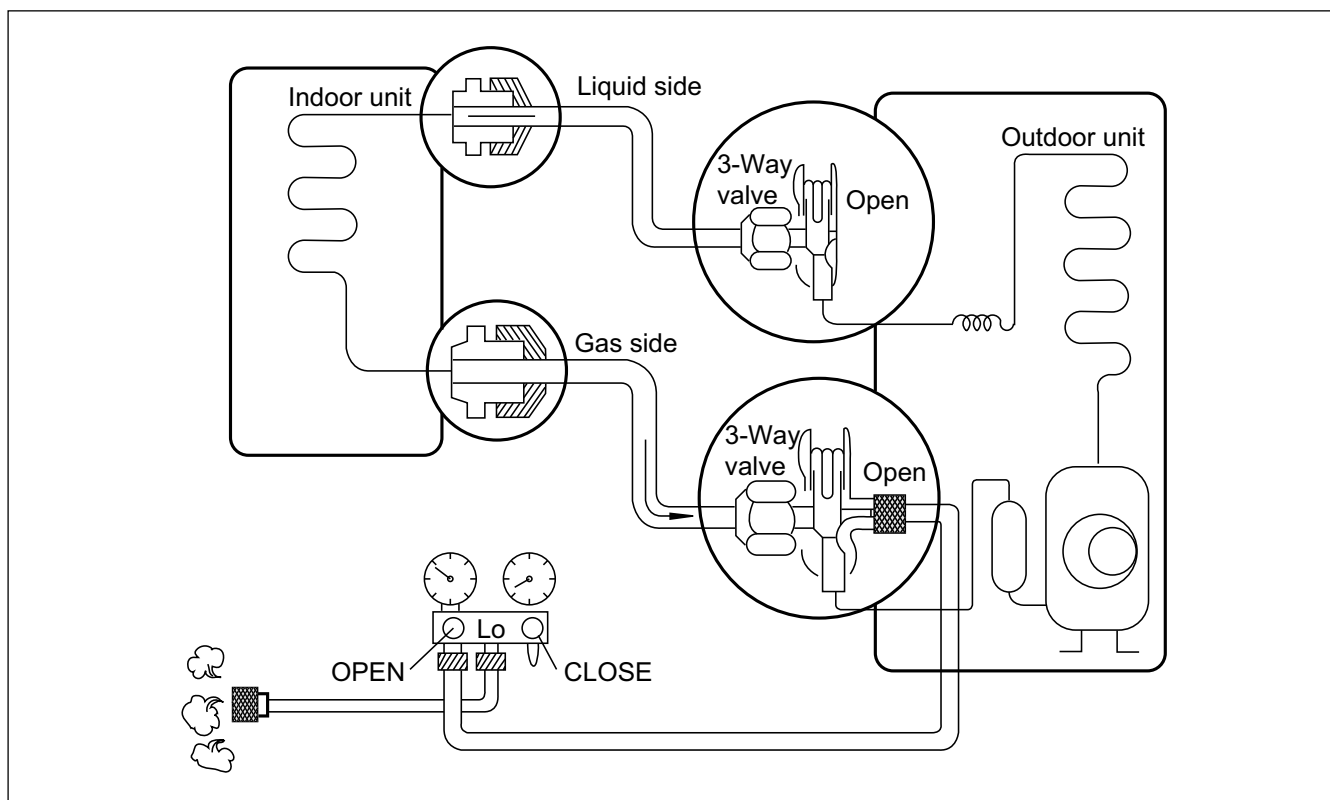 Indoor unit
Liquid side
3-Way
valve
Open
Outdoor unit
Gas side
3-Way
valve
Open
Lo
OPEN
CLOSE